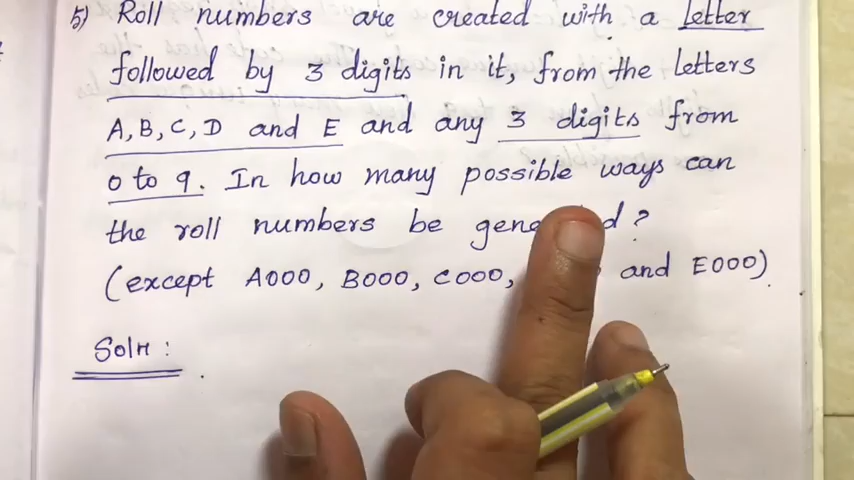 5) Roll numbers are created with a letter
followed by 3 digits in it, from the letters
A, B, C, D and E and any 3 digits from
0 to 9. In how many possible ways can
the roll numbers be ?
(except A000, B000, C000, and E000)
Soln :